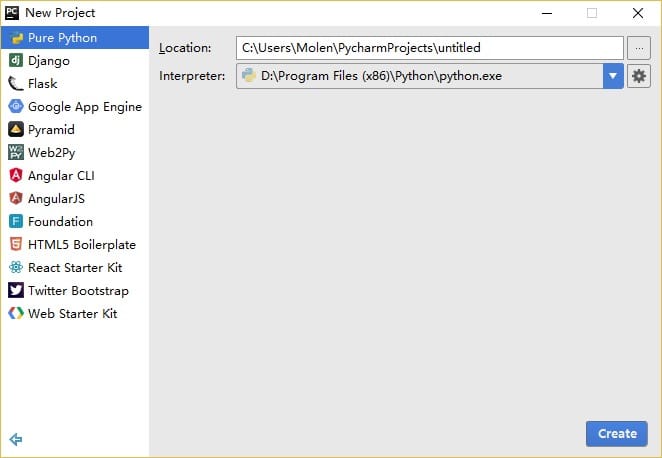 PC New Project
Pure Python
Django
Flask
Google App Engine
Pyramid
Web2Py
Angular CLI
AngularJS
Foundation
HTML5 Boilerplate
React Starter Kit
Twitter Bootstrap
Web Starter Kit
Location: C:\Users\Molen\PycharmProjects\untitled ...
Interpreter: D:\Program Files (x86)\Python\python.exe
Create